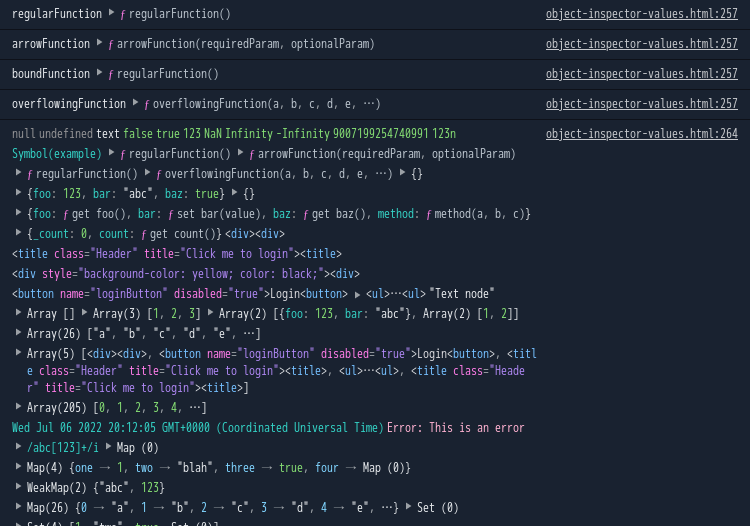 regularFunction ▶ ƒ regularFunction() object-inspector-values.html:257
arrowFunction ▶ ƒ arrowFunction(requiredParam, optionalParam) object-inspector-values.html:257
boundFunction ▶ ƒ regularFunction() object-inspector-values.html:257
overflowingFunction ▶ ƒ overflowingFunction(a, b, c, d, e, …) object-inspector-values.html:257
null undefined text false true 123 NaN Infinity -Infinity 9007199254740991 123n object-inspector-values.html:264
Symbol(example) ▶ ƒ regularFunction() ▶ ƒ arrowFunction(requiredParam, optionalParam)
▶ ƒ regularFunction() ▶ ƒ overflowingFunction(a, b, c, d, e, …) ▶ {}
▶ {foo: 123, bar: "abc", baz: true} ▶ {}
▶ {foo: ƒ get foo(), bar: ƒ set bar(value), baz: ƒ get baz(), method: ƒ method(a, b, c)}
▶ {_count: 0, count: ƒ get count()} <div><div>
<title class="Header" title="Click me to login"><title>
<div style="background-color: yellow; color: black;"><div>
<button name="loginButton" disabled="true">Login<button> ▶ <ul>…<ul> "Text node"
▶ Array [] ▶ Array(3) [1, 2, 3] ▶ Array(2) [{foo: 123, bar: "abc"}, Array(2) [1, 2]]
▶ Array(26) ["a", "b", "c", "d", "e", …]
▶ Array(5) [<div><div>, <button name="loginButton" disabled="true">Login<button>, <titl
e class="Header" title="Click me to login"><title>, <ul>…<ul>, <title class="Heade
r" title="Click me to login"><title>]
▶ Array(205) [0, 1, 2, 3, 4, …]
Wed Jul 06 2022 20:12:05 GMT+0000 (Coordinated Universal Time) Error: This is an error
▶ /abc[123]+/i ▶ Map (0)
▶ Map(4) {one → 1, two → "blah", three → true, four → Map (0)}
▶ WeakMap(2) {"abc", 123}
▶ Map(26) {0 → "a", 1 → "b", 2 → "c", 3 → "d", 4 → "e", …} ▶ Set (0)